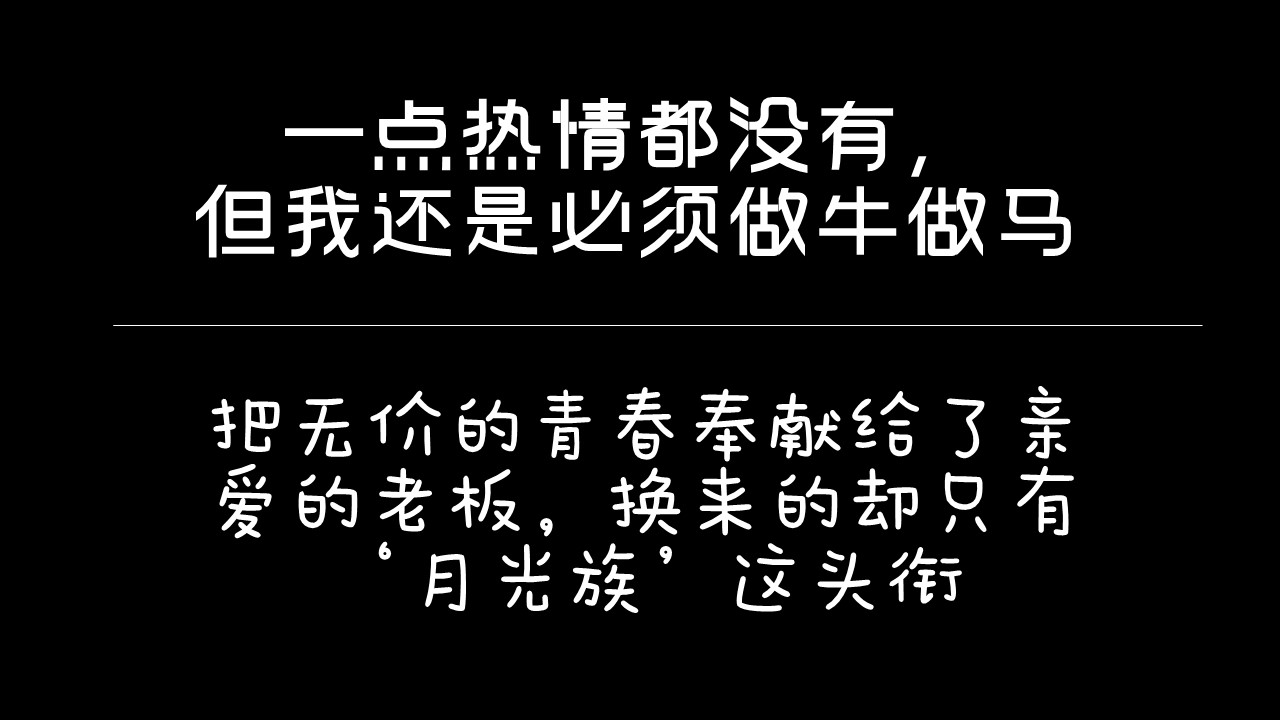 一点热情都没有，
但我还是必须做牛做马
把无价的青春奉献给了亲
爱的老板，换来的却只有
‘月光族’这头衔